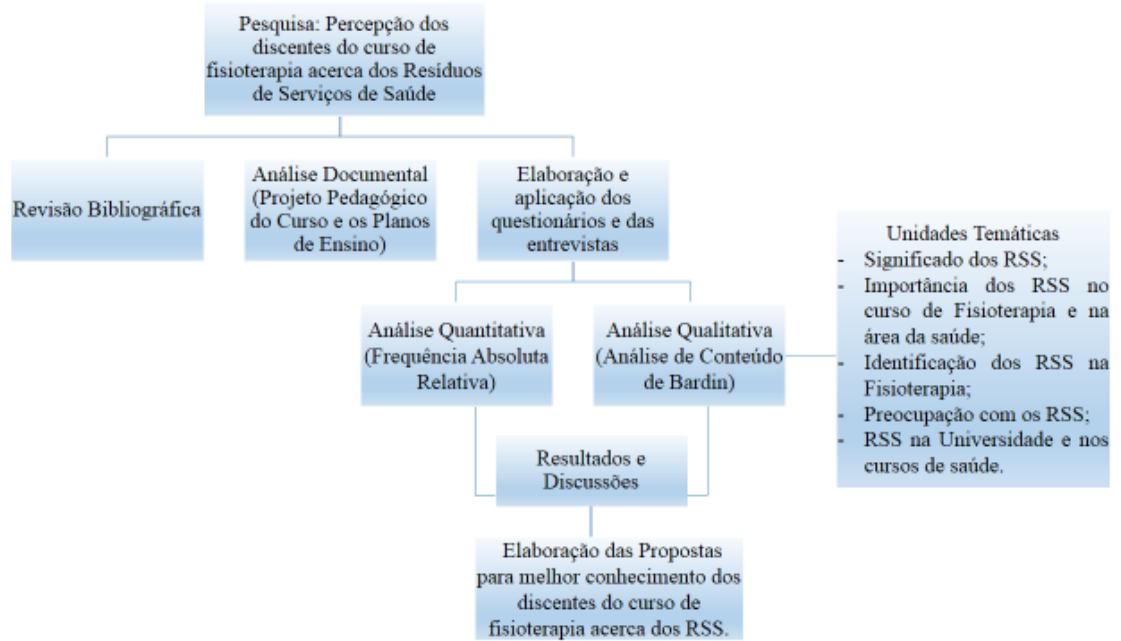 Pesquisa: Percepção dos
discentes do curso de
fisioterapia acerca dos Resíduos
de Serviços de Saúde
Revisão Bibliográfica
Análise Documental
(Projeto Pedagógico
do Curso e os Planos
de Ensino)
Elaboração e
aplicação dos
questionários e das
entrevistas
Análise Quantitativa
(Frequência Absoluta
Relativa)
Análise Qualitativa
(Análise de Conteúdo
de Bardin)
Unidades Temáticas
- Significado dos RSS;
- Importância dos RSS no
curso de Fisioterapia e na
área da saúde;
- Identificação dos RSS na
Fisioterapia;
- Preocupação com os RSS;
- RSS na Universidade e nos
cursos de saúde.
Resultados e
Discussões
Elaboração das Propostas
para melhor conhecimento dos
discentes do curso de
fisioterapia acerca dos RSS.